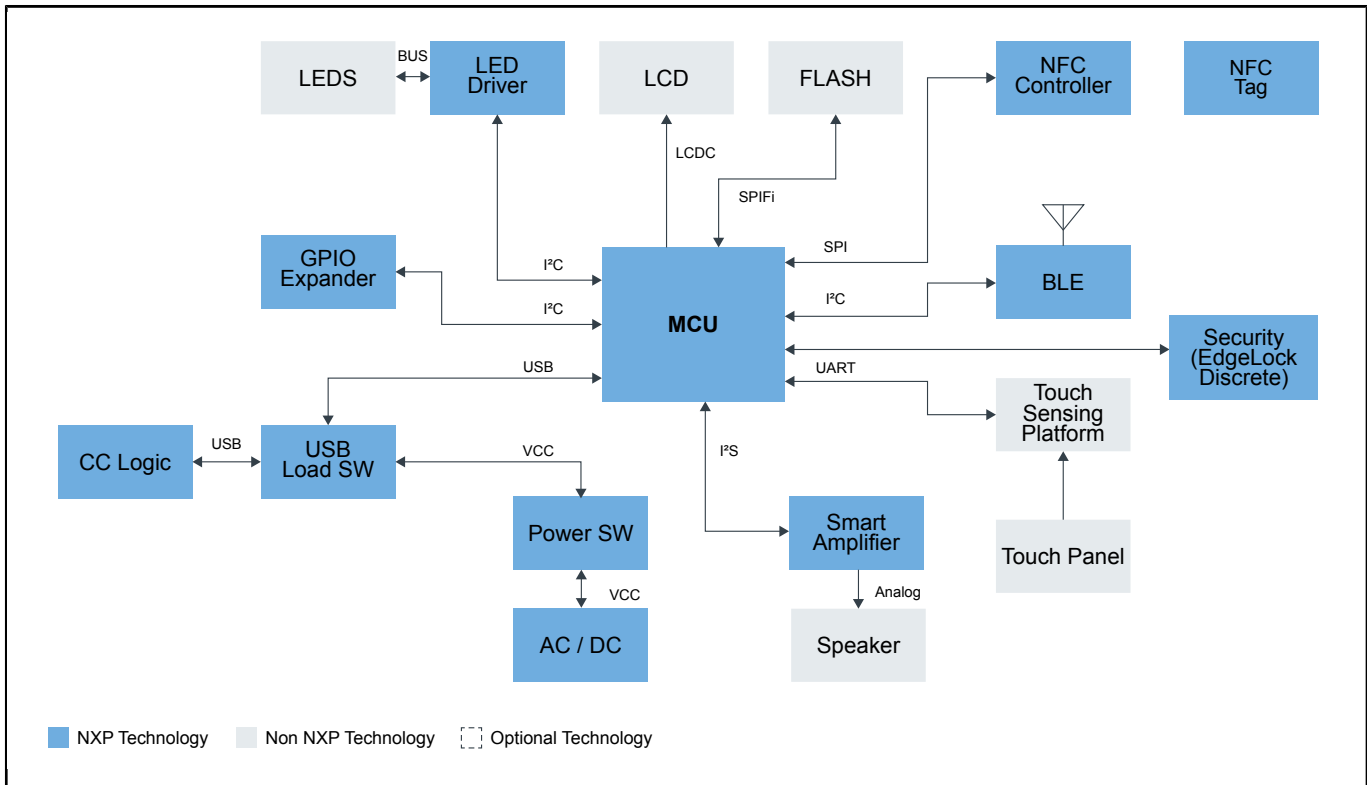 LEDS
BUS
LED
Driver
LCD
FLASH
NFC
Controller
NFC
Tag
LCDC
SPIFi
GPIO
Expander
I²C
I²C
MCU
SPI
I²C
BLE
Security
(EdgeLock
Discrete)
UART
Touch
Sensing
Platform
USB
CC Logic
USB
USB
Load SW
VCC
I²S
Power SW
Smart
Amplifier
Touch Panel
VCC
AC / DC
Analog
Speaker
NXP Technology
Non NXP Technology
Optional Technology